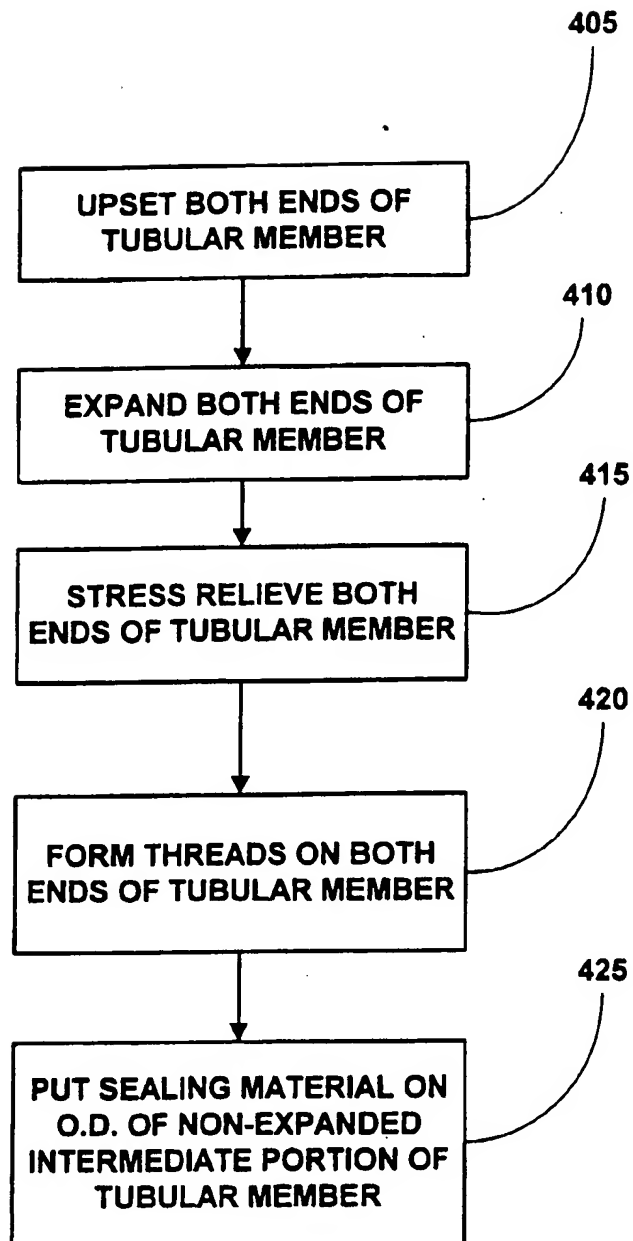 405
UPSET BOTH ENDS OF
TUBULAR MEMBER
410
EXPAND BOTH ENDS OF
TUBULAR MEMBER
415
STRESS RELIEVE BOTH
ENDS OF TUBULAR MEMBER
420
FORM THREADS ON BOTH
ENDS OF TUBULAR MEMBER
425
PUT SEALING MATERIAL ON
O.D. OF NON-EXPANDED
INTERMEDIATE PORTION OF
TUBULAR MEMBER